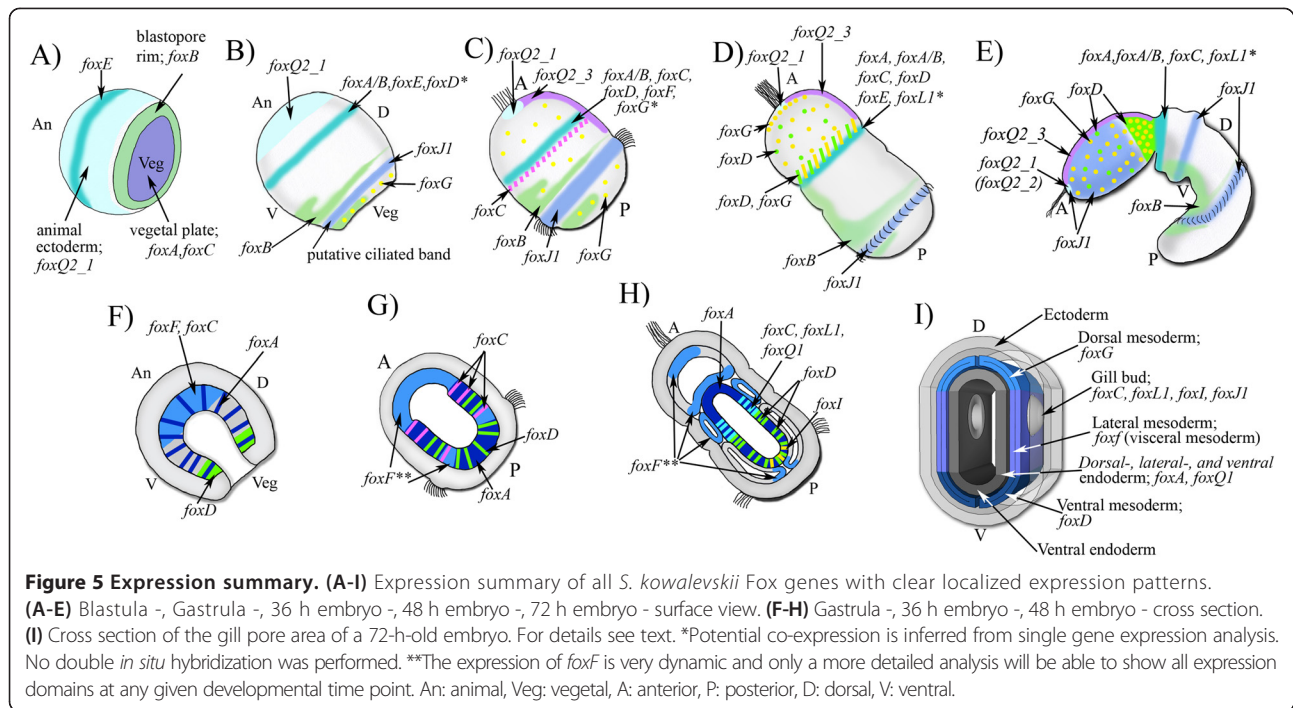 A)
foxE
blastopore
rim; foxB
An
Veg
animal
ectoderm;
foxQ2_1
vegetal plate;
foxA,foxC
B)
foxQ2_1
foxA/B,foxE,foxD*
An
D
foxJ1
foxG
V
Veg
foxB
putative ciliated band
C)
foxQ2_1
A
foxQ2_3
foxA/B, foxC,
foxD, foxF,
foxG*
foxC
foxB
foxJ1
foxG
P
D)
foxQ2_3
foxQ2_1
A
foxA, foxA/B,
foxC, foxD
foxE, foxL1*
foxG
foxD
foxD, foxG
foxB
foxJ1
P
E)
foxA,foxA/B, foxC, foxL1*
foxD
foxG
foxJ1
D
foxQ2_3
foxQ2_1
(foxQ2_2)
A
V
foxB
foxJ1
P
F)
foxF, foxC
foxA
An
D
V
Veg
foxD
G)
foxC
A
foxD
P
foxF**
foxA
H)
foxA
foxC, foxL1,
foxQ1
A
foxD
foxI
foxF**
P
I)
D
Ectoderm
Dorsal mesoderm;
foxG
Gill bud;
foxC, foxL1, foxI, foxJ1
Lateral mesoderm;
foxf (visceral mesoderm)
Dorsal-, lateral-, and ventral
endoderm; foxA, foxQ1
Ventral mesoderm;
foxD
V
Ventral endoderm
Figure 5 Expression summary. (A-I) Expression summary of all S. kowalevskii Fox genes with clear localized expression patterns.
(A-E) Blastula -, Gastrula -, 36 h embryo -, 48 h embryo -, 72 h embryo - surface view. (F-H) Gastrula -, 36 h embryo -, 48 h embryo - cross section.
(I) Cross section of the gill pore area of a 72-h-old embryo. For details see text. *Potential co-expression is inferred from single gene expression analysis.
No double in situ hybridization was performed. **The expression of foxF is very dynamic and only a more detailed analysis will be able to show all expression
domains at any given developmental time point. An: animal, Veg: vegetal, A: anterior, P: posterior, D: dorsal, V: ventral.